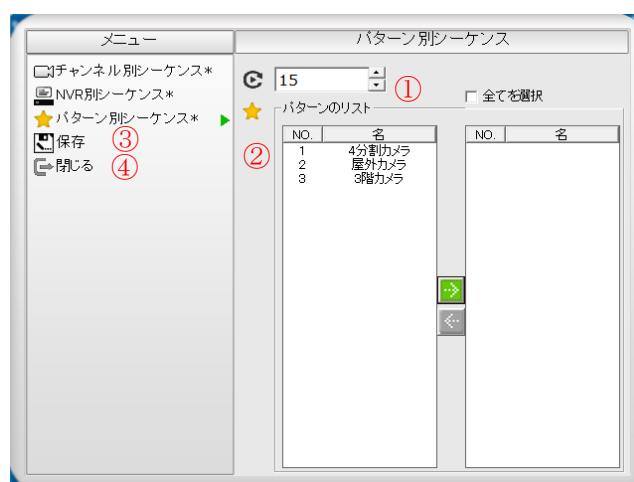 メニュー
パターン別シーケンス
チャンネル別シーケンス*
NVR別シーケンス*
パターン別シーケンス*
保存 ③
閉じる ④
15 ①
全てを選択
パターンのリスト
②
NO. 名
1 4分割カメラ
2 屋外カメラ
3 3階カメラ
NO. 名